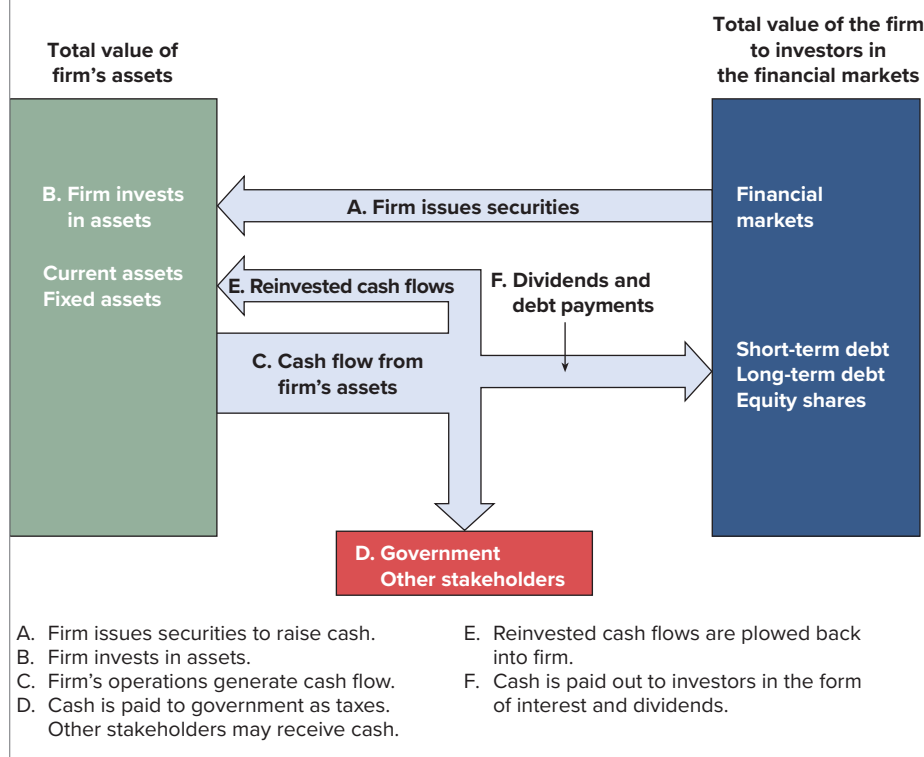 Total value of
firm's assets
Total value of the firm
to investors in
the financial markets
B. Firm invests
in assets
Current assets
Fixed assets
A. Firm issues securities
E. Reinvested cash flows
F. Dividends and
debt payments
C. Cash flow from
firm's assets
Financial
markets
Short-term debt
Long-term debt
Equity shares
D. Government
Other stakeholders
A. Firm issues securities to raise cash.
B. Firm invests in assets.
C. Firm's operations generate cash flow.
D. Cash is paid to government as taxes.
Other stakeholders may receive cash.
E. Reinvested cash flows are plowed back
into firm.
F. Cash is paid out to investors in the form
of interest and dividends.